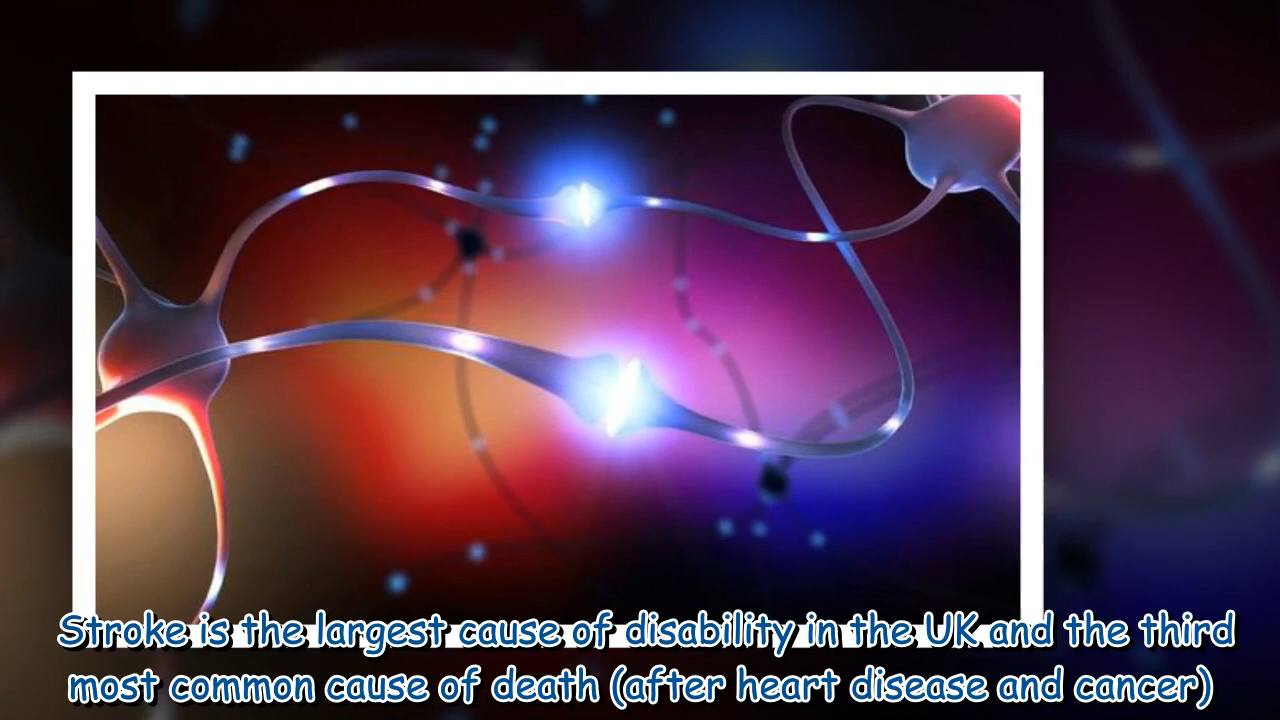 Stroke is the largest cause of disability in the UK and the third
most common cause of death (after heart disease and cancer)